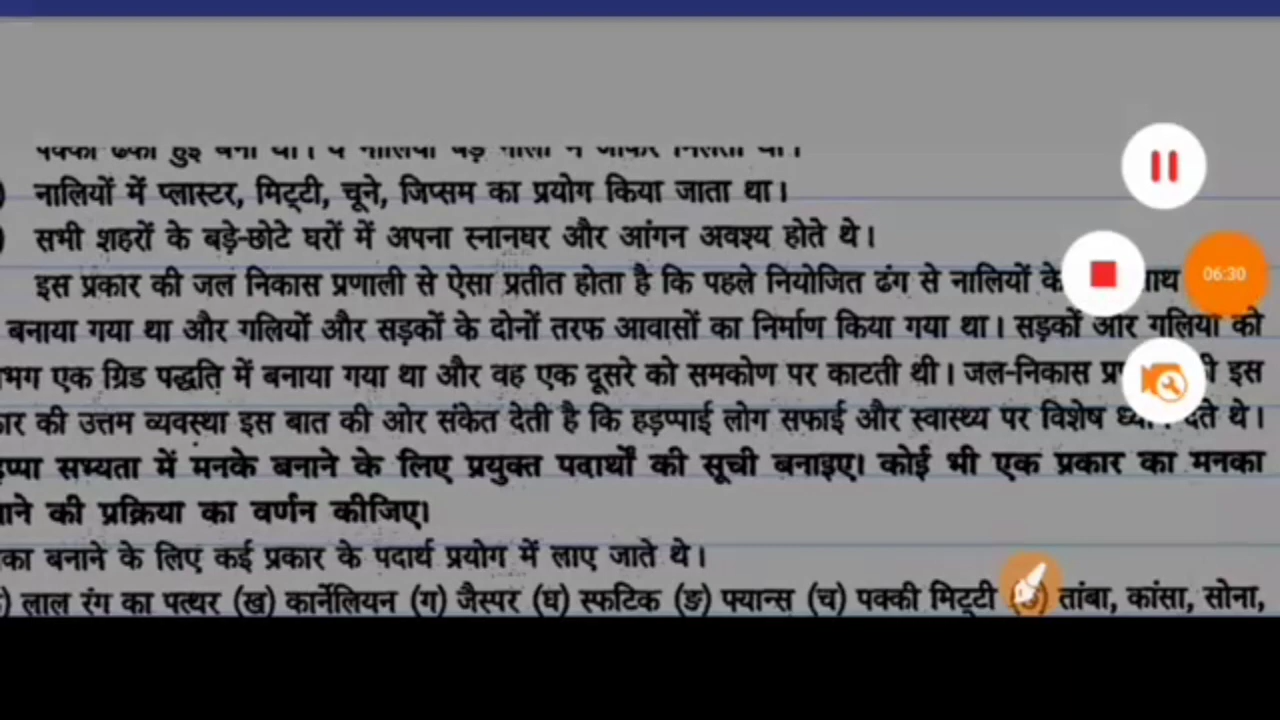 ) नालियों में प्लास्टर, मिट्टी, चूने, जिप्सम का प्रयोग किया जाता था।
) सभी शहरों के बड़े-छोटे घरों में अपना स्नानघर और आंगन अवश्य होते थे।
इस प्रकार की जल निकास प्रणाली से ऐसा प्रतीत होता है कि पहले नियोजित ढंग से नालियों के
06:30
बनाया गया था और गलियों और सड़कों के दोनों तरफ आवासों का निर्माण किया गया था। सड़कों और गलियों को
भग एक ग्रिड पद्धति में बनाया गया था और वह एक दूसरे को समकोण पर काटती थी। जल-निकास इस
ार की उत्तम व्यवस्था इस बात की ओर संकेत देती है कि हड़प्पाई लोग सफाई और स्वास्थ्य पर विशेष देते थे।
ड़प्पा सभ्यता में मनके बनाने के लिए प्रयुक्त पदार्थों की सूची बनाइए। कोई भी एक प्रकार का मनका
ाने की प्रक्रिया का वर्णन कीजिए।
का बनाने के लिए कई प्रकार के पदार्थ प्रयोग में लाए जाते थे।
) लाल रंग का पत्थर (ख) कार्नेलियन (ग) जैस्पर (घ) स्फटिक (ङ) फ्यान्स (च) पक्की मिट्टी तांबा, कांसा, सोना,